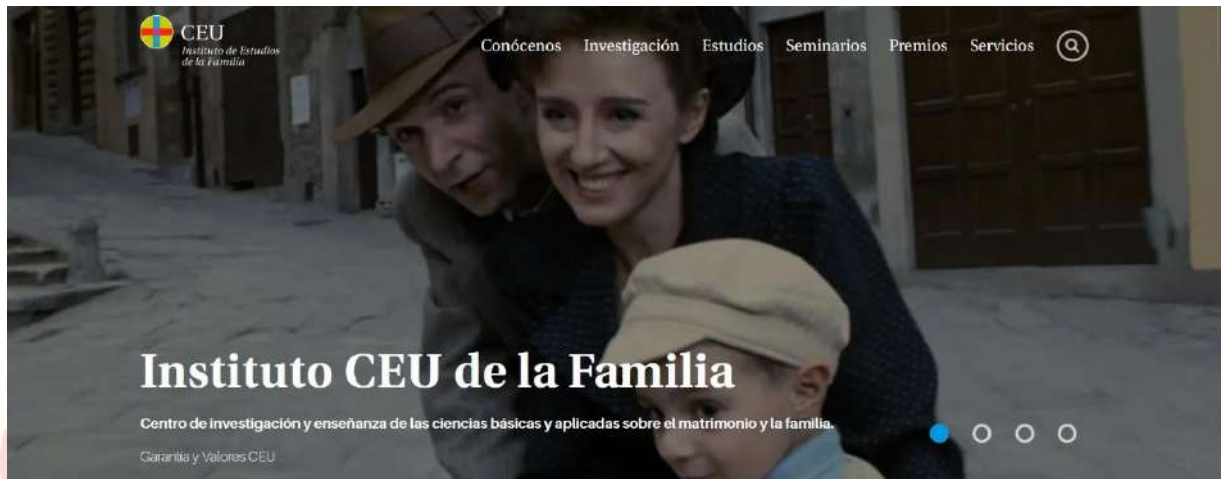 CEU
Instituto de Estudios
de la Familia
Conócenos Investigación Estudios Seminarios Premios Servicios
Instituto CEU de la Familia
Centro de investigación y enseñanza de las ciencias básicas y aplicadas sobre el matrimonio y la familia.
Garantía y Valores CEU